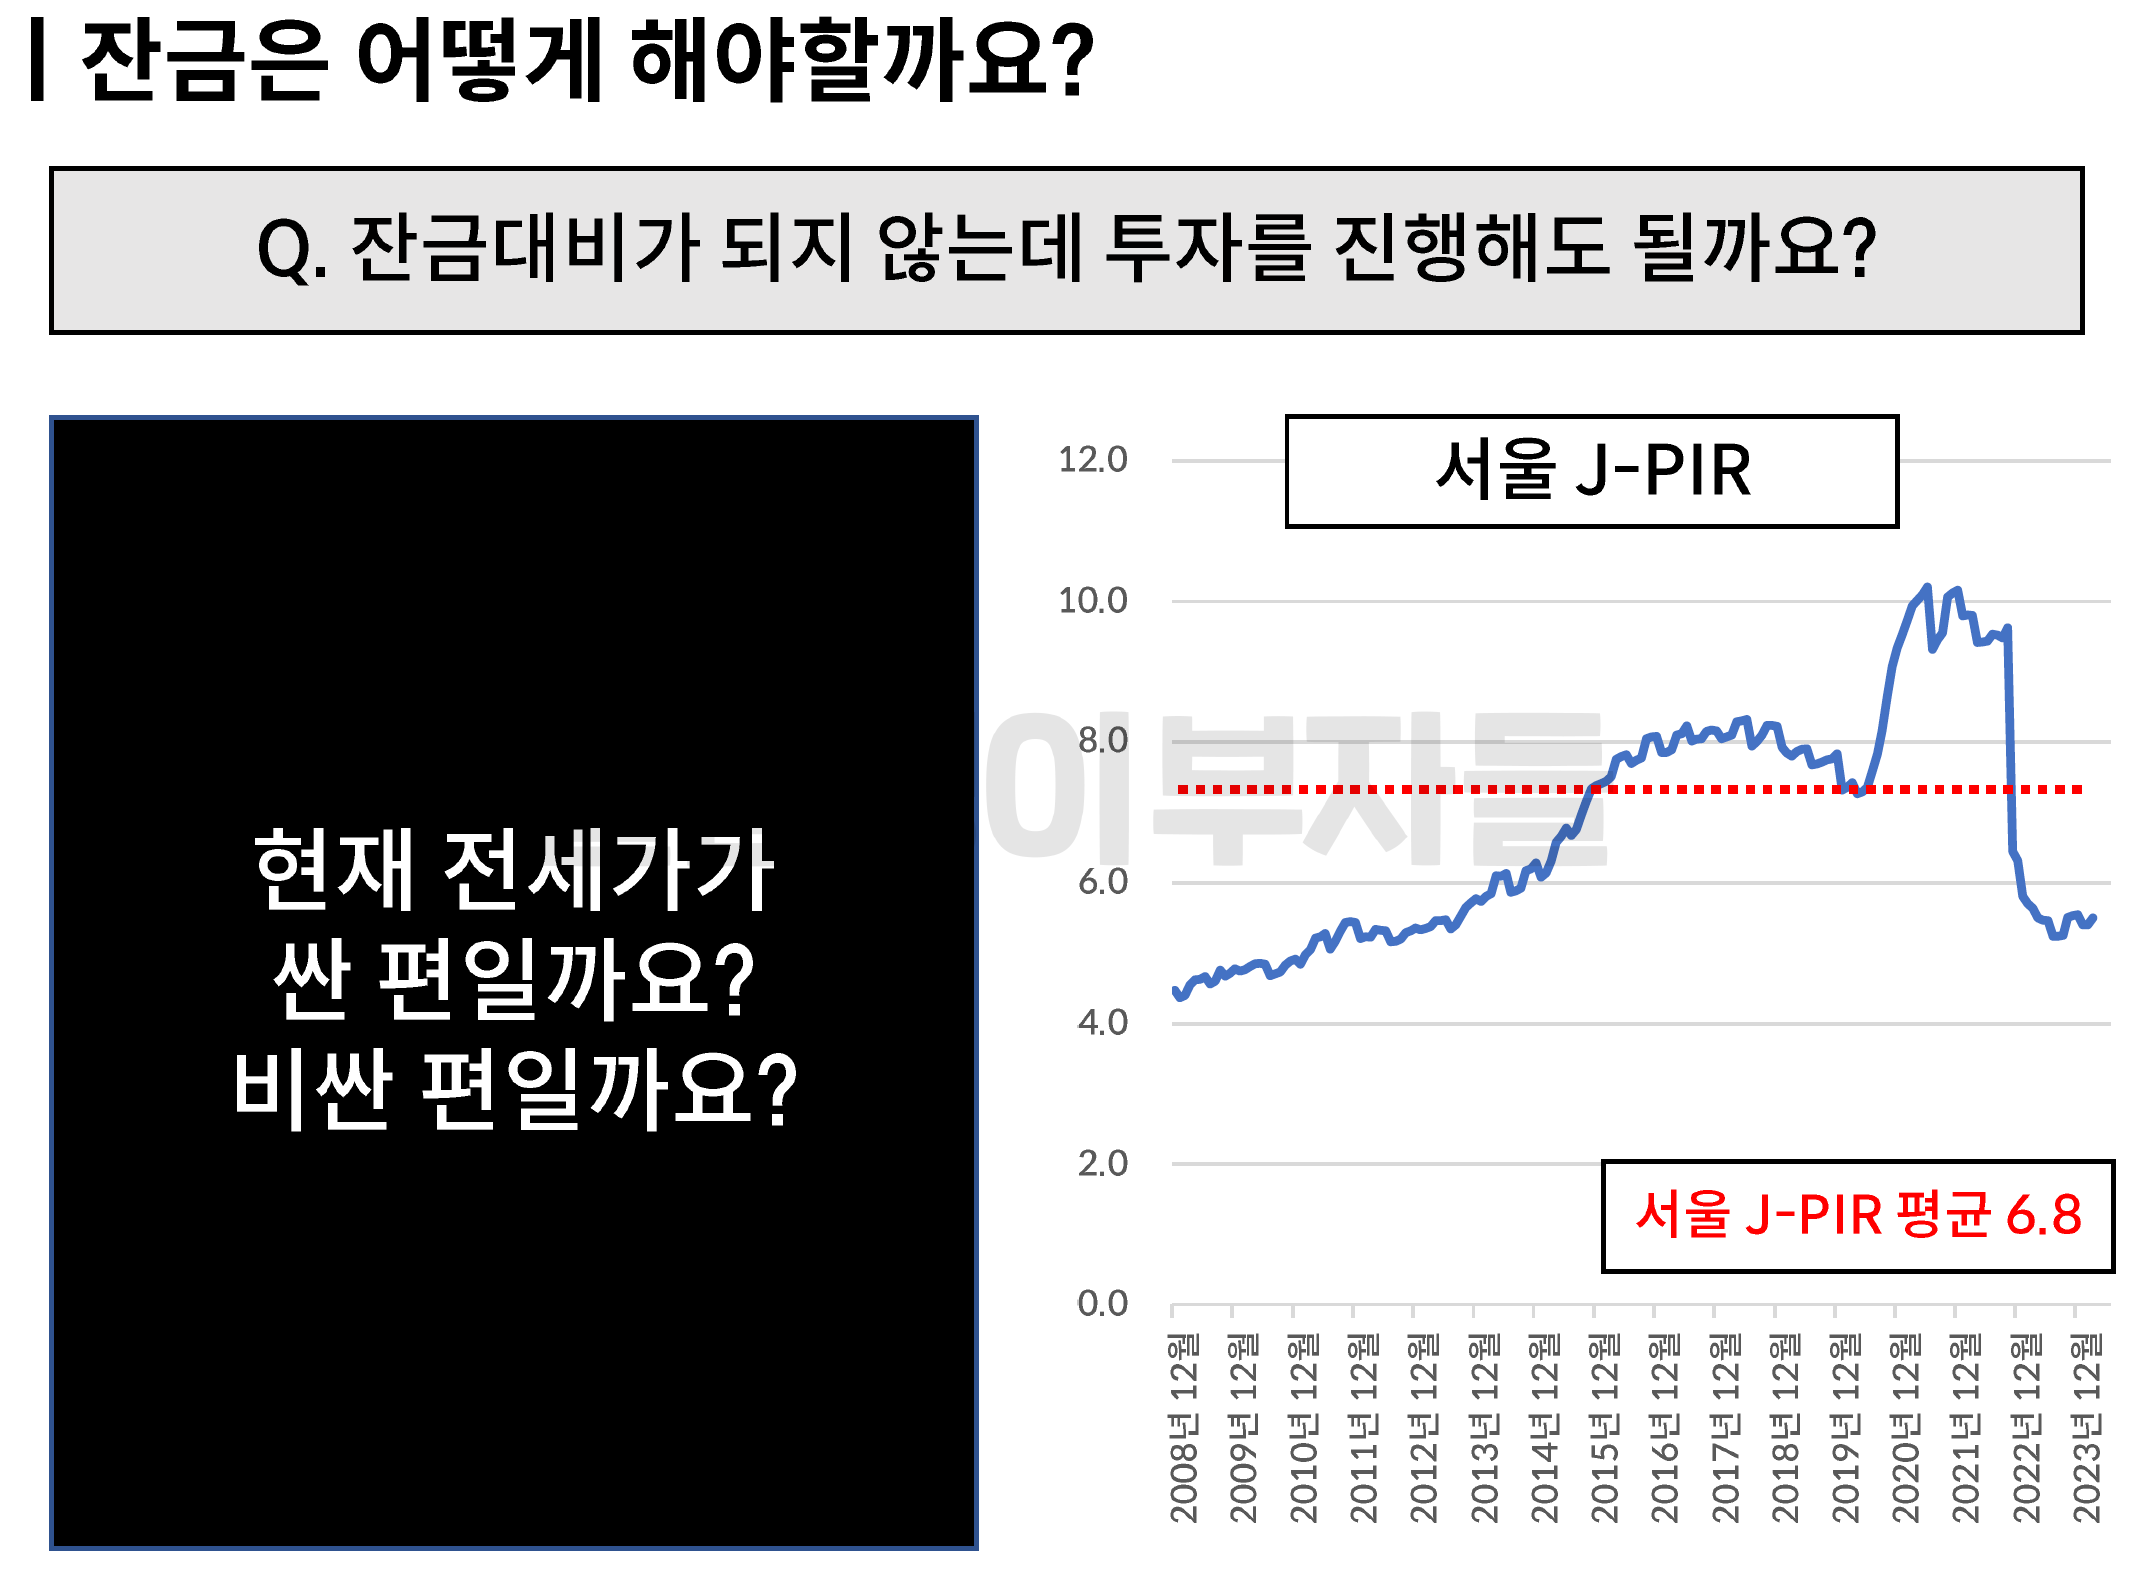 | 잔금은 어떻게 해야할까요?
Q. 잔금대비가 되지 않는데 투자를 진행해도 될까요?
현재 전세가가
싼 편일까요?
비싼 편일까요?
서울 J-PIR
12.0
10.0
8.0
6.0
4.0
2.0
0.0
이부자들
서울 J-PIR 평균 6.8
2008년 12월
2009년 12월
2010년 12월
2011년 12월
2012년 12월
2013년 12월
2014년 12월
2015년 12월
2016년 12월
2017년 12월
2018년 12월
2019년 12월
2020년 12월
2021년 12월
2022년 12월
2023년 12월